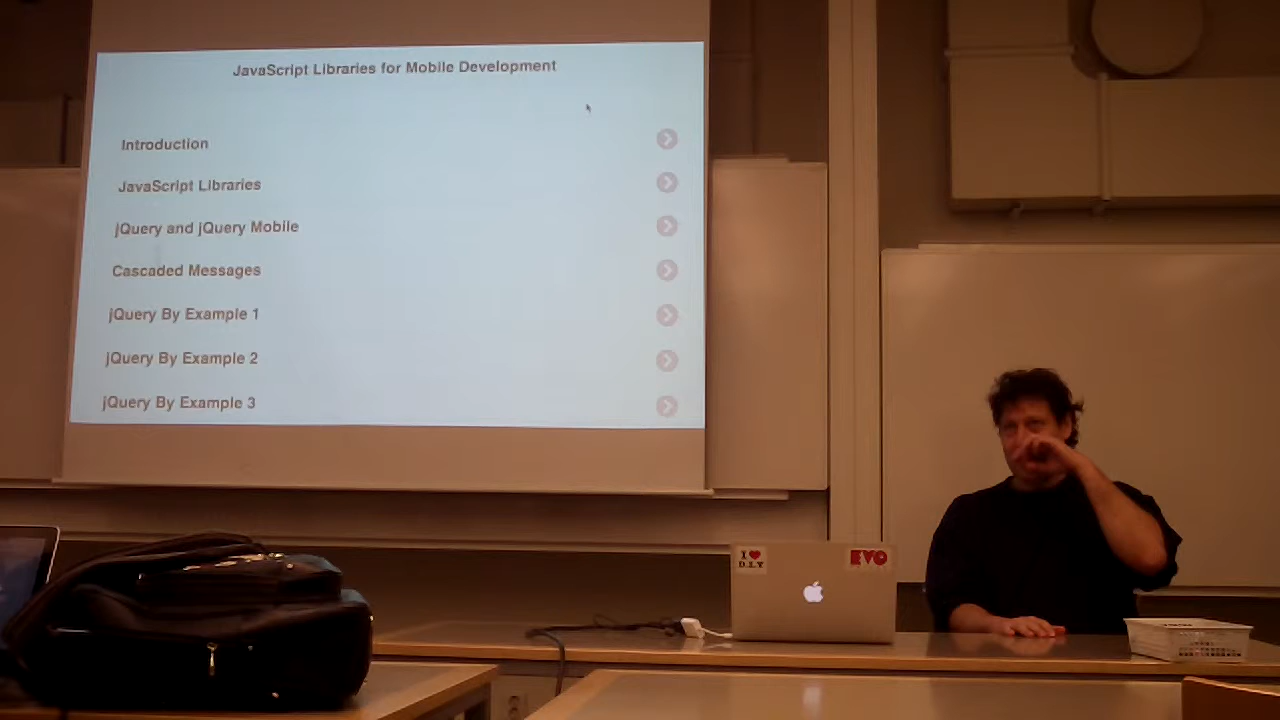 JavaScript Libraries for Mobile Development
Introduction
JavaScript Libraries
jQuery and jQuery Mobile
Cascaded Messages
jQuery By Example 1
jQuery By Example 2
jQuery By Example 3
I ♥
D.I.Y
EVO